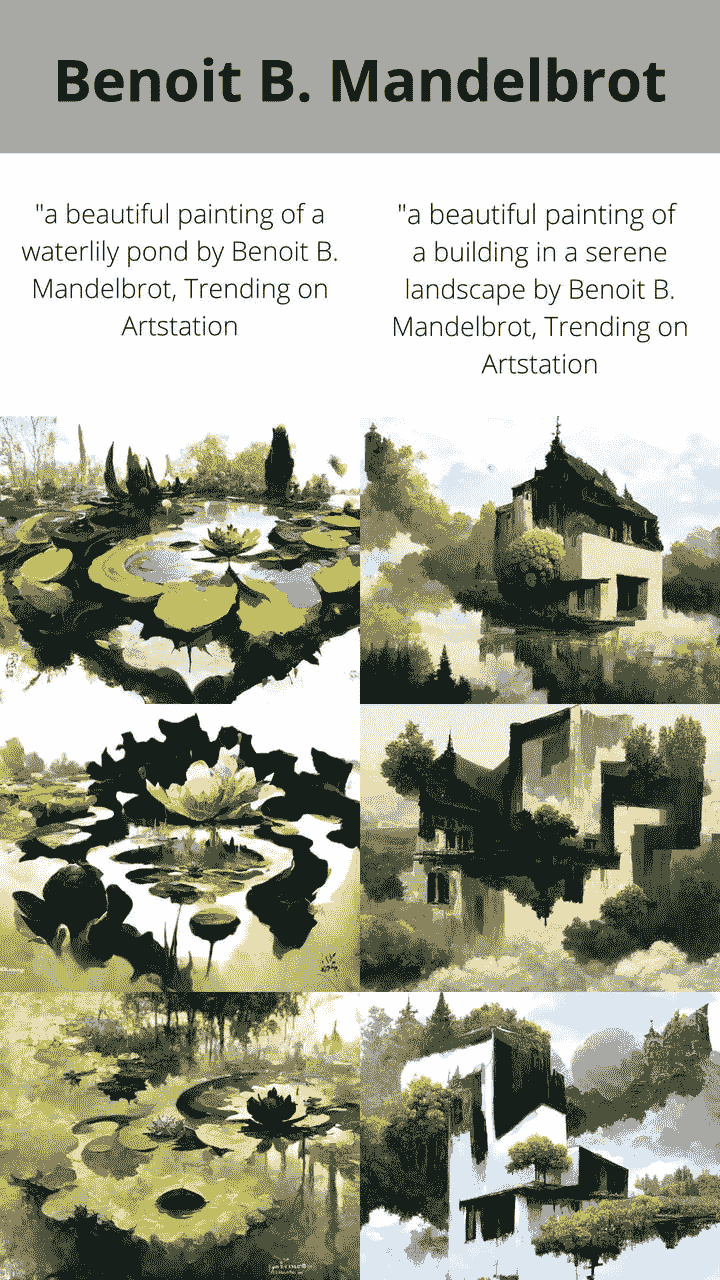 Benoit B. Mandelbrot
"a beautiful painting of a
waterlily pond by Benoit B.
Mandelbrot, Trending on
Artstation
"a beautiful painting of
a building in a serene
landscape by Benoit B.
Mandelbrot, Trending on
Artstation